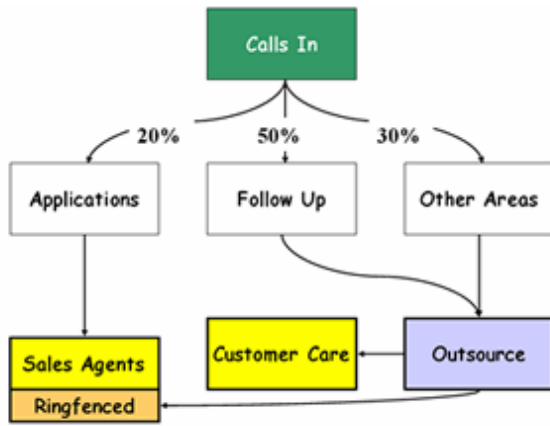 Calls In
20%
50%
30%
Applications
Follow Up
Other Areas
Sales Agents
Customer Care
Outsource
Ringfenced